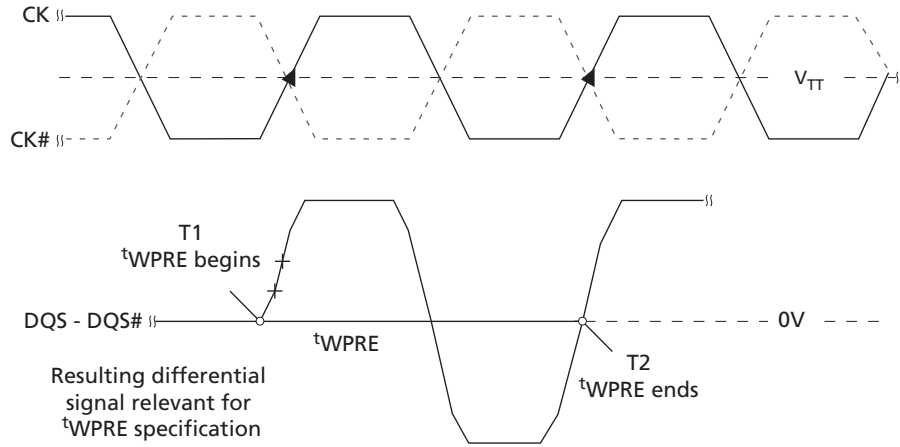 CK
V_TT
CK#
T1
tWPRE begins
DQS - DQS#
0V
tWPRE
T2
tWPRE ends
Resulting differential
signal relevant for
tWPRE specification